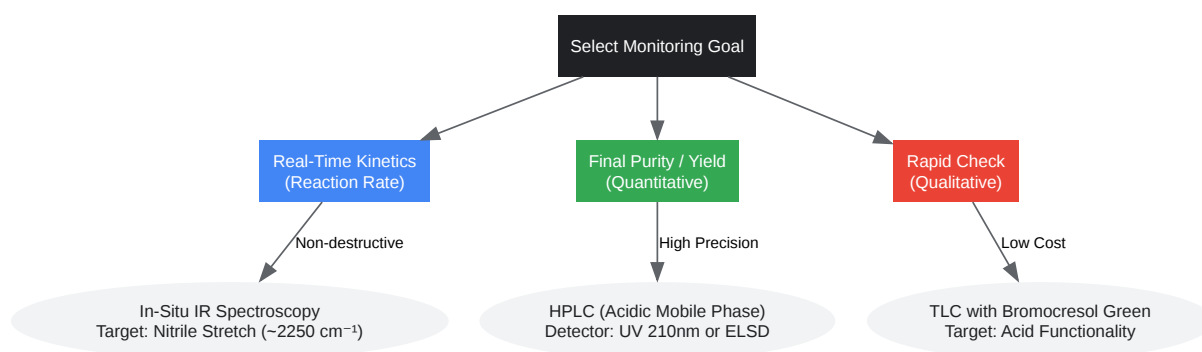 Select Monitoring Goal
Real-Time Kinetics
(Reaction Rate)
Final Purity / Yield
(Quantitative)
Rapid Check
(Qualitative)
Non-destructive
High Precision
Low Cost
In-Situ IR Spectroscopy
Target: Nitrile Stretch (~2250 cm⁻¹)
HPLC (Acidic Mobile Phase)
Detector: UV 210nm or ELSD
TLC with Bromocresol Green
Target: Acid Functionality